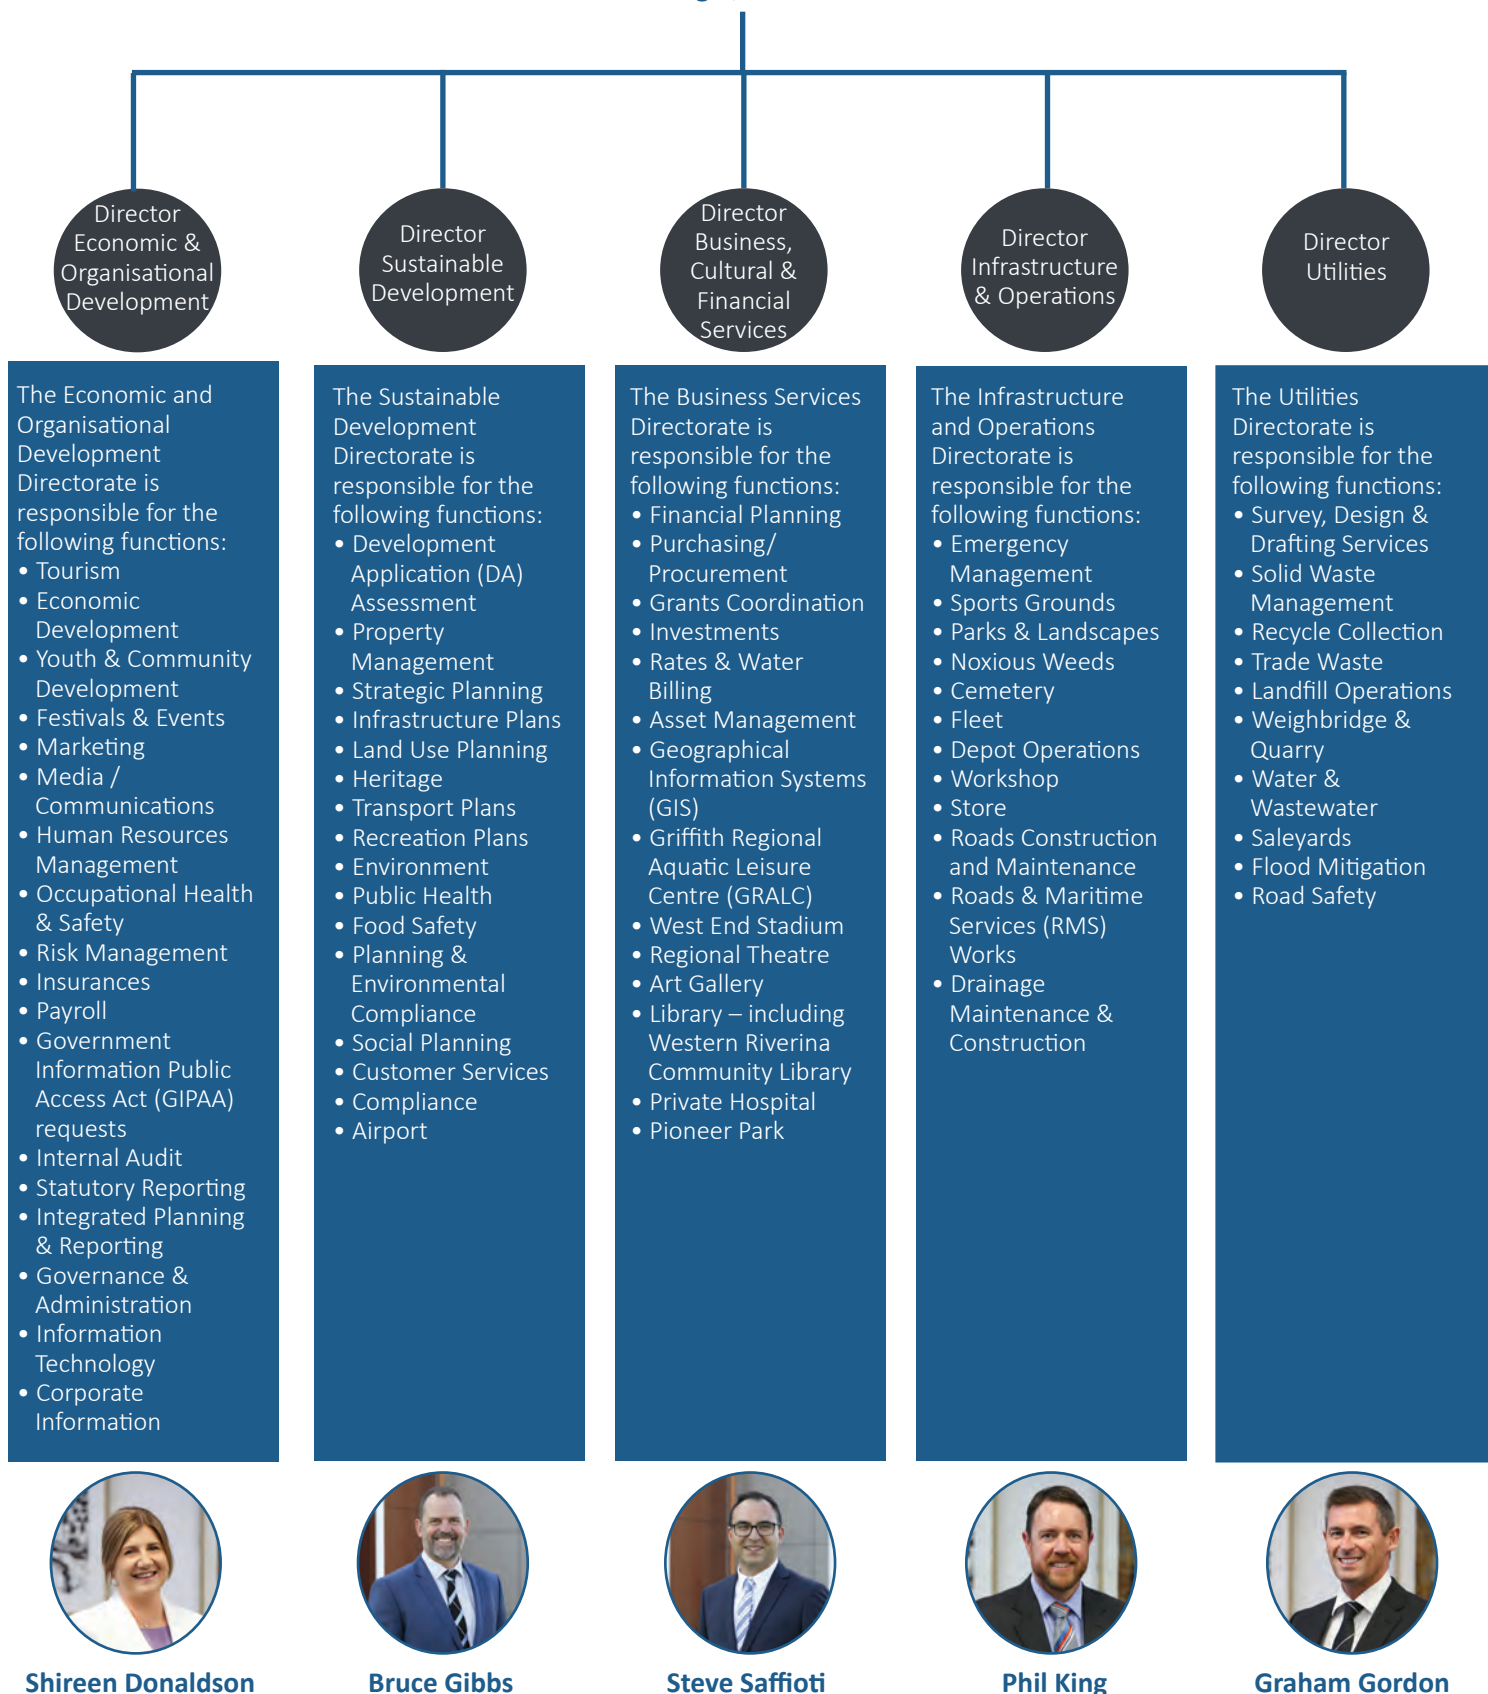 Director
Economic &
Organisational
Development
Director
Sustainable
Development
Director
Business,
Cultural &
Financial
Services
Director
Infrastructure
& Operations
Director
Utilities
The Economic and
Organisational
Development
Directorate is
responsible for the
following functions:
• Tourism
• Economic
Development
• Youth & Community
Development
• Festivals & Events
• Marketing
• Media /
Communications
• Human Resources
Management
• Occupational Health
& Safety
• Risk Management
• Insurances
• Payroll
• Government
Information Public
Access Act (GIPAA)
requests
• Internal Audit
• Statutory Reporting
• Integrated Planning
& Reporting
• Governance &
Administration
• Information
Technology
• Corporate
Information
The Sustainable
Development
Directorate is
responsible for the
following functions:
• Development
Application (DA)
Assessment
• Property
Management
• Strategic Planning
• Infrastructure Plans
• Land Use Planning
• Heritage
• Transport Plans
• Recreation Plans
• Environment
• Public Health
• Food Safety
• Planning &
Environmental
Compliance
• Social Planning
• Customer Services
• Compliance
• Airport
The Business Services
Directorate is
responsible for the
following functions:
• Financial Planning
• Purchasing/
Procurement
• Grants Coordination
• Investments
• Rates & Water
Billing
• Asset Management
• Geographical
Information Systems
(GIS)
• Griffith Regional
Aquatic Leisure
Centre (GRALC)
• West End Stadium
• Regional Theatre
• Art Gallery
• Library – including
Western Riverina
Community Library
• Private Hospital
• Pioneer Park
The Infrastructure
and Operations
Directorate is
responsible for the
following functions:
• Emergency
Management
• Sports Grounds
• Parks & Landscapes
• Noxious Weeds
• Cemetery
• Fleet
• Depot Operations
• Workshop
• Store
• Roads Construction
and Maintenance
• Roads & Maritime
Services (RMS)
Works
• Drainage
Maintenance &
Construction
The Utilities
Directorate is
responsible for the
following functions:
• Survey, Design &
Drafting Services
• Solid Waste
Management
• Recycle Collection
• Trade Waste
• Landfill Operations
• Weighbridge &
Quarry
• Water &
Wastewater
• Saleyards
• Flood Mitigation
• Road Safety
Shireen Donaldson
Bruce Gibbs
Steve Saffioti
Phil King
Graham Gordon